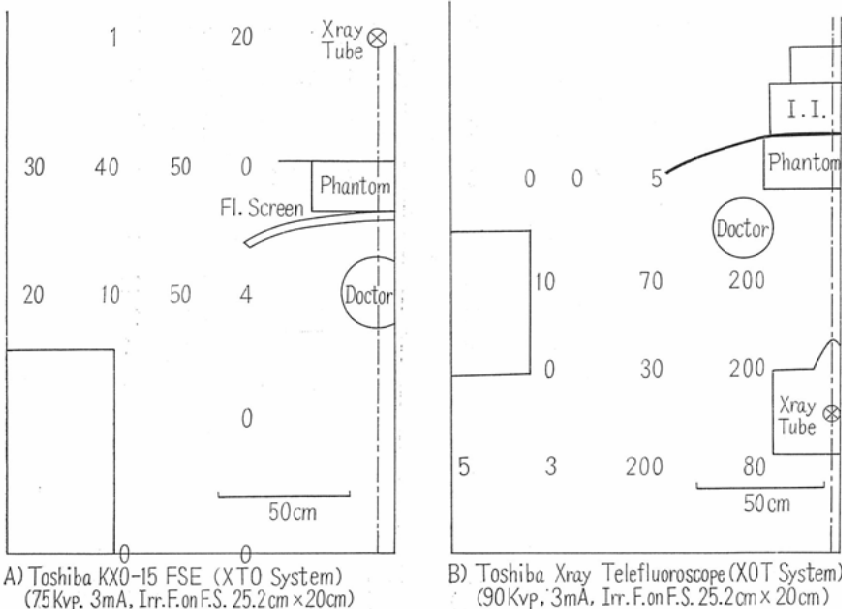 1 20 Xray
Tube
30 40 50 0
Phantom
Fl. Screen
20 10 50 4 Doctor
0
50cm
0 0
A) Toshiba KXO-15 FSE (XTO System)
(75Kvp, 3mA, Irr.F.on F.S. 25.2cm×20cm)
I.I.
Phantom
0 0 5
Doctor
10 70 200
0 30 200
Xray
Tube
5 3 200 80
50cm
B) Toshiba Xray Telefluoroscope (XOT System)
(90Kvp, 3mA, Irr.F.on F.S. 25.2cm×20cm)